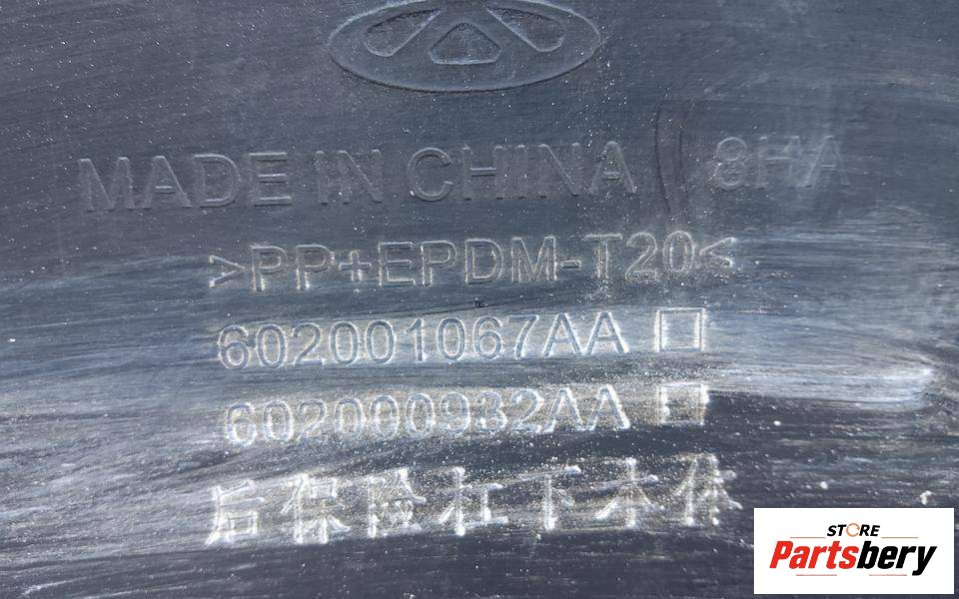 MADE IN CHINA 8HA
>PP+EPDM-T20<
602001067AA □
602000932AA □
后保险杠下本体
STORE
Partsbery